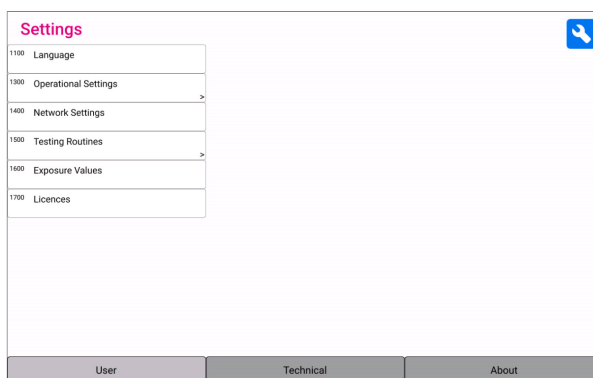 Settings
1100 Language
1300 Operational Settings
>
1400 Network Settings
1500 Testing Routines
>
1600 Exposure Values
1700 Licences
User Technical About